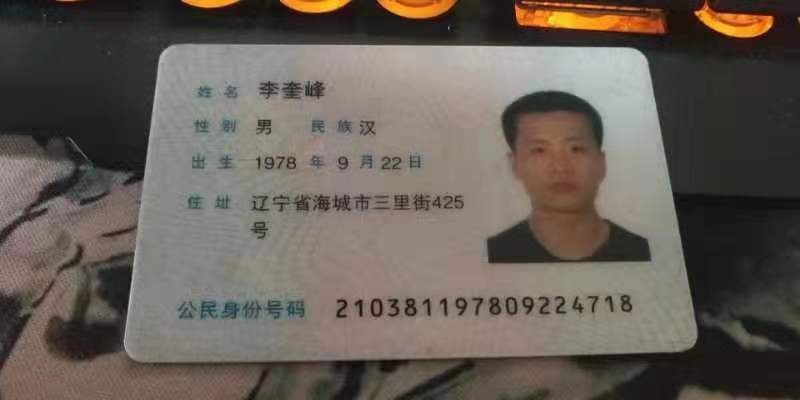 姓名 李奎峰
性别 男 民族 汉
出生 1978 年 9 月 22 日
住址 辽宁省海城市三里街425
号
公民身份号码 210381197809224718